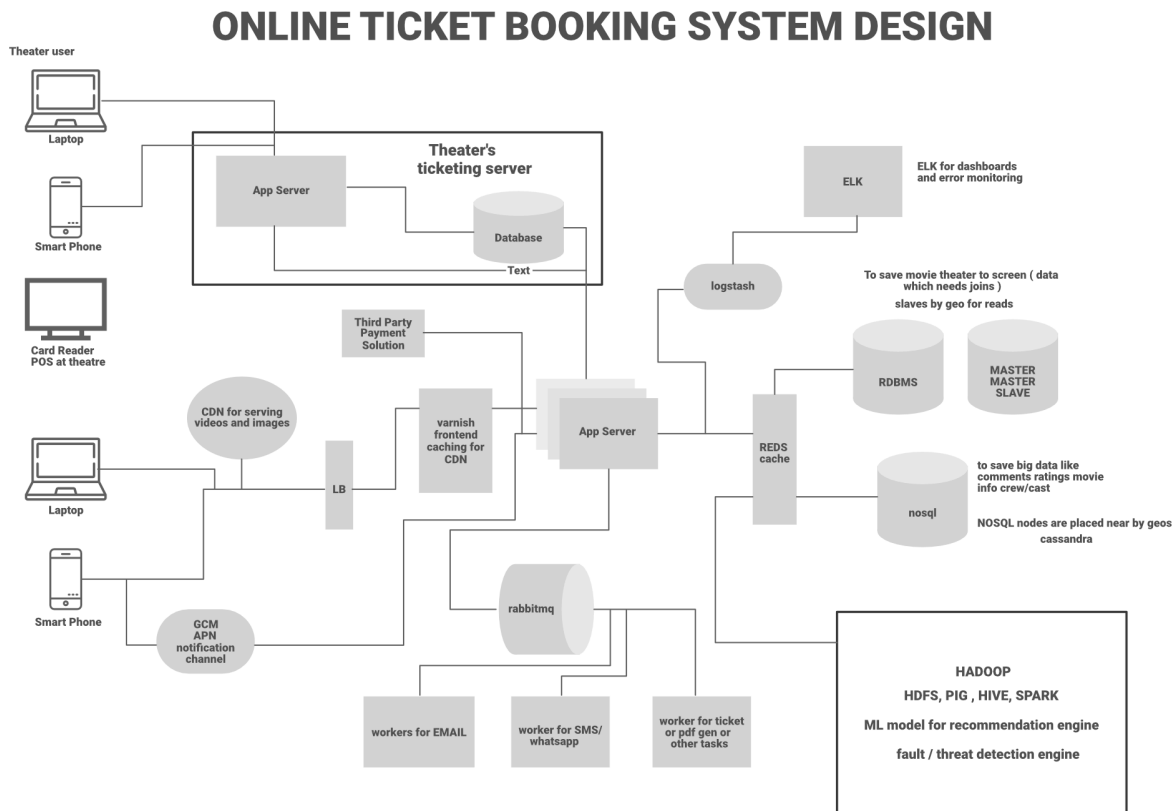 ONLINE TICKET BOOKING SYSTEM DESIGN
Theater user
Laptop
Smart Phone
Card Reader
POS at theatre
Theater's
ticketing server
App Server
Database
Text
ELK
ELK for dashboards
and error monitoring
logstash
To save movie theater to screen ( data
which needs joins )
slaves by geo for reads
RDBMS
MASTER
MASTER
SLAVE
Third Party
Payment
Solution
CDN for serving
videos and images
varnish
frontend
caching for
CDN
App Server
REDS
cache
LB
Laptop
nosql
to save big data like
comments ratings movie
info crew/cast
NOSQL nodes are placed near by geos
cassandra
Smart Phone
GCM
APN
notification
channel
rabbitmq
workers for EMAIL
worker for SMS/
whatsapp
worker for ticket
or pdf gen or
other tasks
HADOOP
HDFS, PIG , HIVE, SPARK
ML model for recommendation engine
fault / threat detection engine